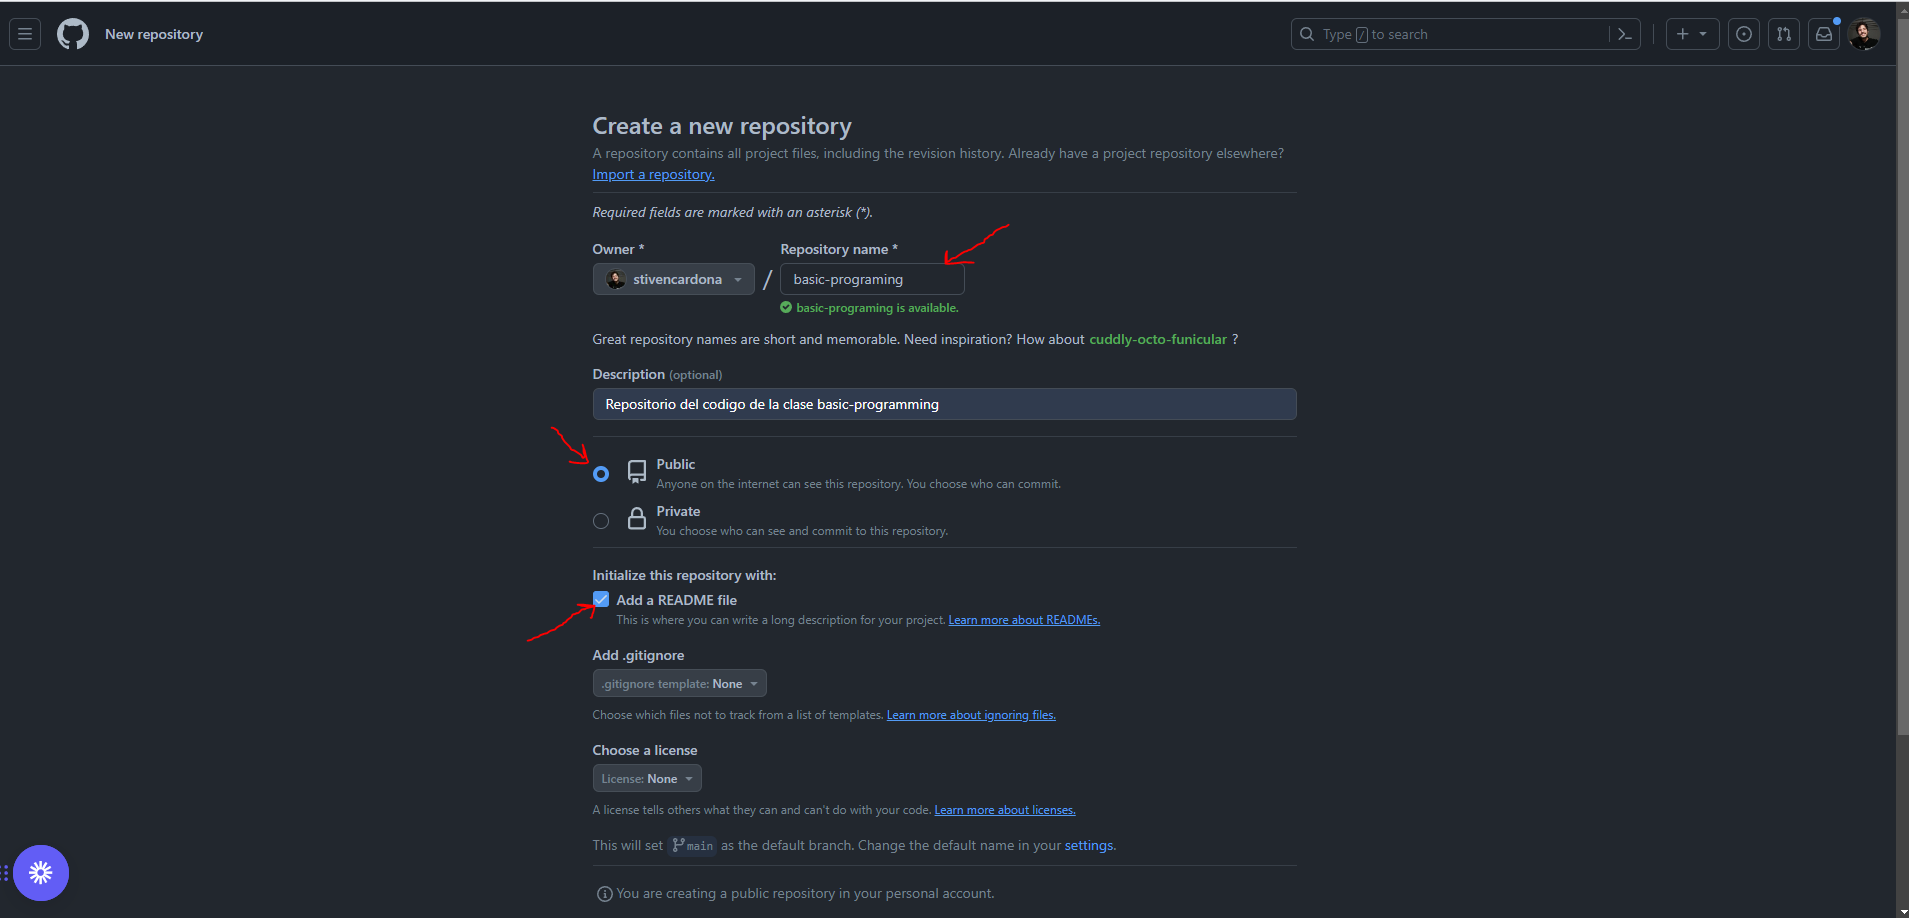 New repository
Type / to search
Create a new repository
A repository contains all project files, including the revision history. Already have a project repository elsewhere?
Import a repository.
Required fields are marked with an asterisk (*).
Owner *
Repository name *
stivencardona
/
basic-programing
basic-programing is available.
Great repository names are short and memorable. Need inspiration? How about cuddly-octo-funicular ?
Description (optional)
Repositorio del codigo de la clase basic-programming
Public
Anyone on the internet can see this repository. You choose who can commit.
Private
You choose who can see and commit to this repository.
Initialize this repository with:
Add a README file
This is where you can write a long description for your project. Learn more about READMEs.
Add .gitignore
.gitignore template: None
Choose which files not to track from a list of templates. Learn more about ignoring files.
Choose a license
License: None
A license tells others what they can and can't do with your code. Learn more about licenses.
This will set main as the default branch. Change the default name in your settings.
You are creating a public repository in your personal account.